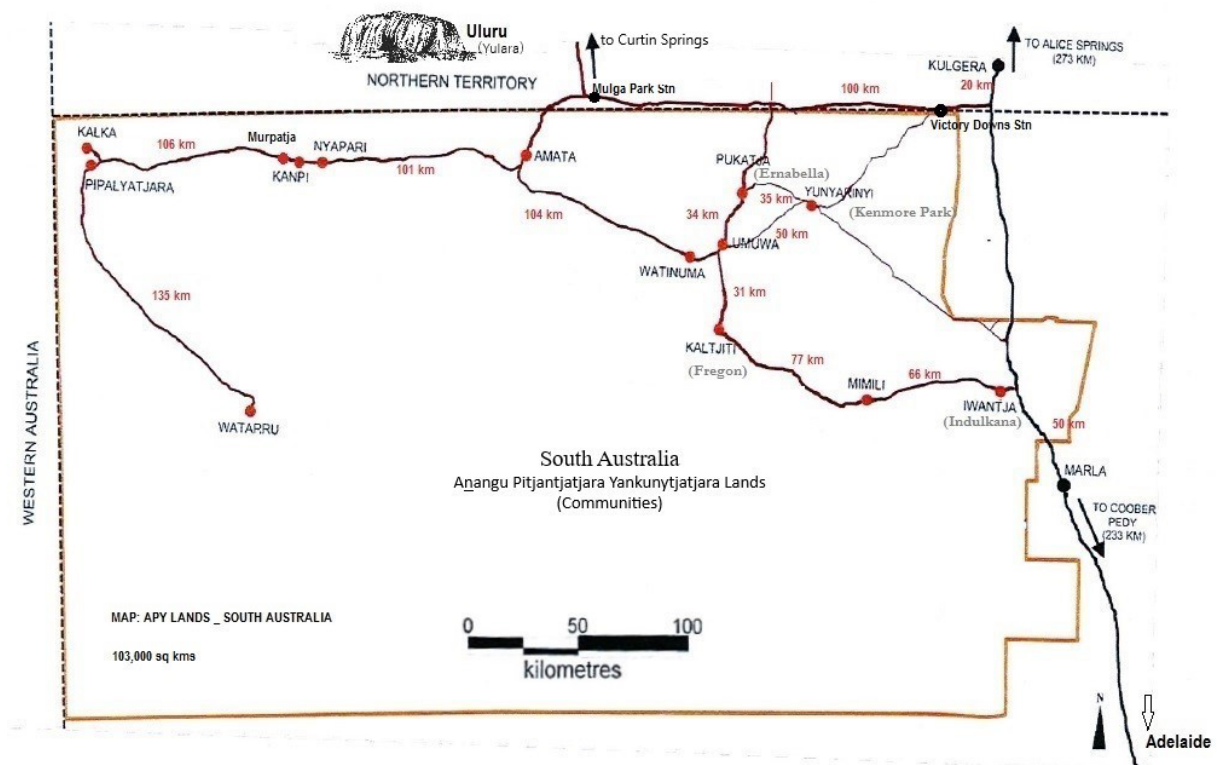 Uluru
(Yulara)
to Curtin Springs
TO ALICE SPRINGS
(273 KM)
KULGERA
20 km
NORTHERN TERRITORY
Mulga Park Stn
100 km
Victory Downs Stn
KALKA
106 km
Murpatja
NYAPARI
KANPI
PIPALYATJARA
101 km
AMATA
PUKATJA
(Ernabella)
YUNYARINYI
(Kenmore Park)
35 km
104 km
34 km
50 km
UMUWA
WATINUMA
135 km
31 km
KALTJITI
(Fregon)
77 km
MIMILI
66 km
IWANTJA
(Indulkana)
50 km
WATARRU
WESTERN AUSTRALIA
South Australia
Anangu Pitjantjatjara Yankunytjatjara Lands
(Communities)
MARLA
TO COOBER
PEDY
(233 KM)
MAP: APY LANDS _ SOUTH AUSTRALIA
103,000 sq kms
0 50 100
kilometres
N
Adelaide